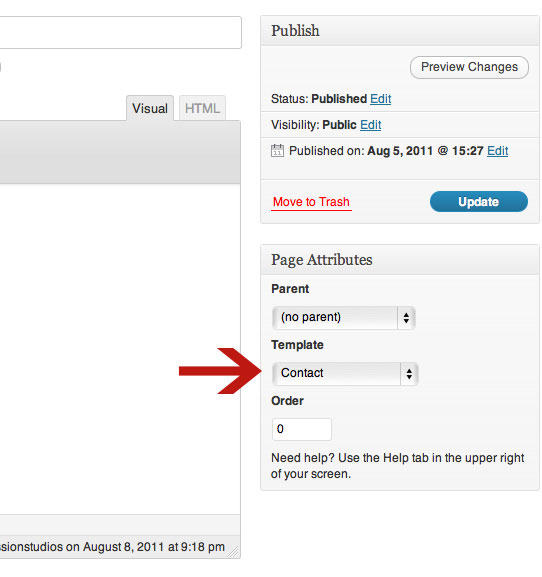 Publish
Preview Changes
Status: Published Edit
Visual HTML
Visibility: Public Edit
Published on: Aug 5, 2011 @ 15:27 Edit
Move to Trash Update
Page Attributes
Parent
(no parent)
Template
Contact
Order
0
Need help? Use the Help tab in the upper right
of your screen.
on August 8, 2011 at 9:18 pm